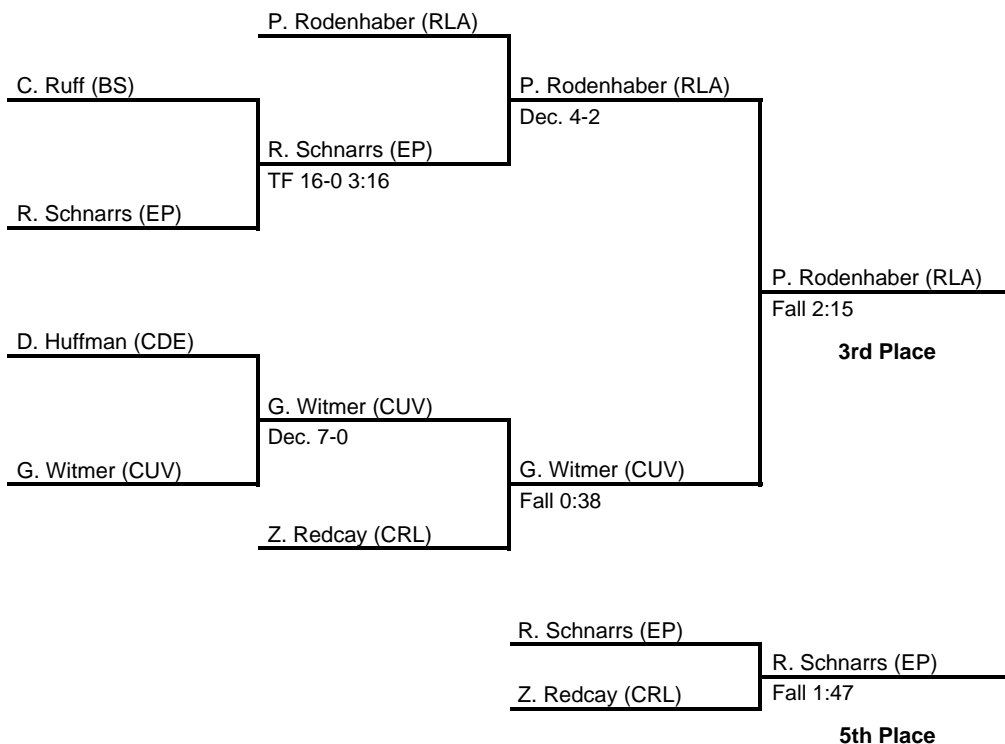 P. Rodenhaber (RLA)
C. Ruff (BS)
P. Rodenhaber (RLA)
Dec. 4-2
R. Schnarrs (EP)
TF 16-0 3:16
R. Schnarrs (EP)
P. Rodenhaber (RLA)
Fall 2:15
3rd Place
D. Huffman (CDE)
G. Witmer (CUV)
Dec. 7-0
G. Witmer (CUV)
G. Witmer (CUV)
Fall 0:38
Z. Redcay (CRL)
R. Schnarrs (EP)
R. Schnarrs (EP)
Fall 1:47
Z. Redcay (CRL)
5th Place